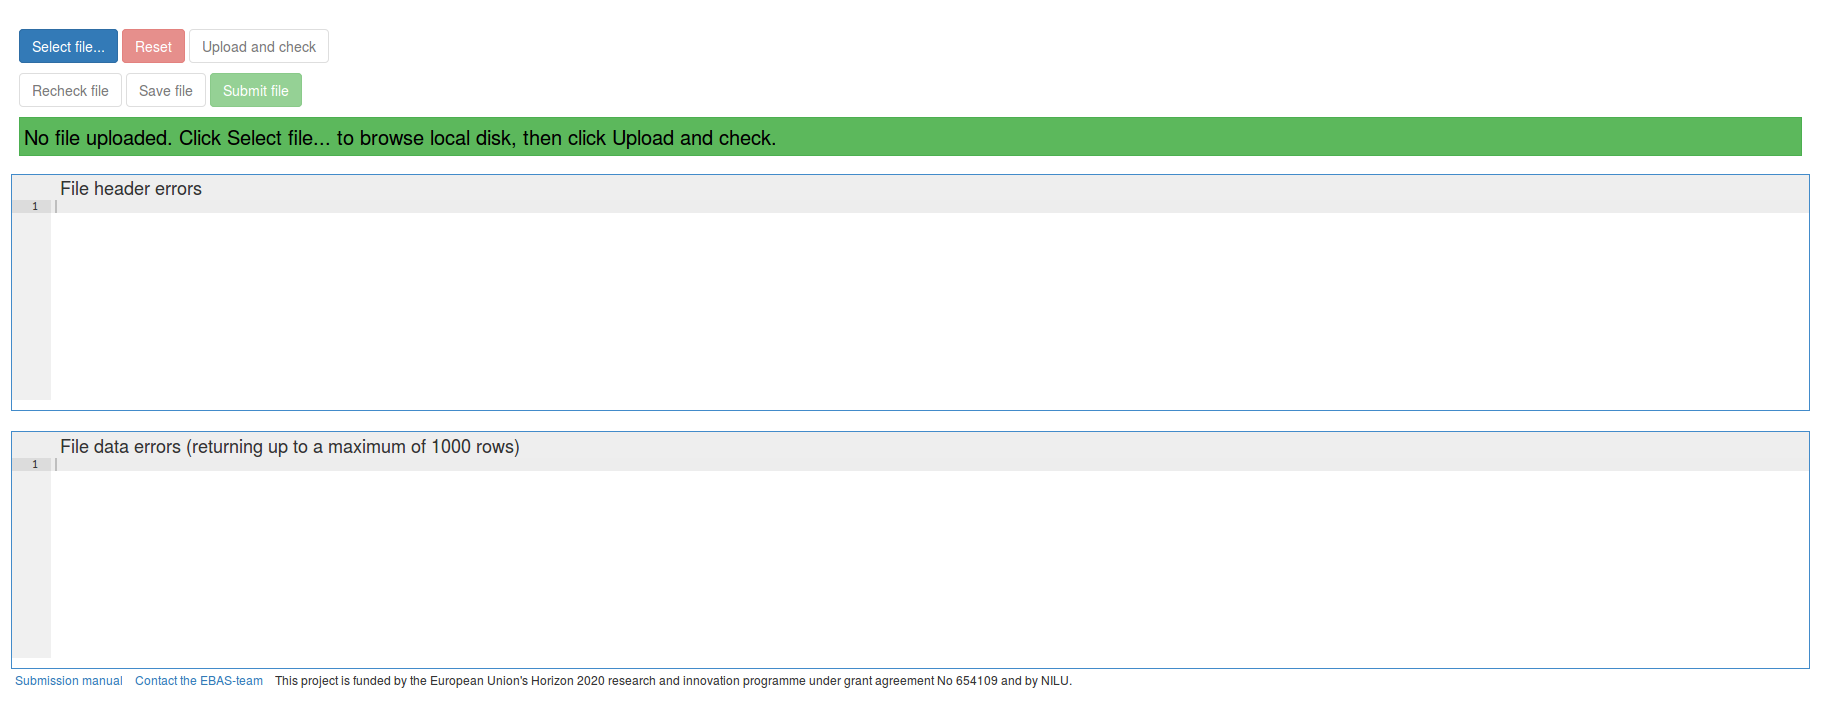 Select file... Reset Upload and check
Recheck file Save file Submit file
No file uploaded. Click Select file... to browse local disk, then click Upload and check.
File header errors
1
File data errors (returning up to a maximum of 1000 rows)
1
Submission manual Contact the EBAS-team This project is funded by the European Union's Horizon 2020 research and innovation programme under grant agreement No 654109 and by NILU.